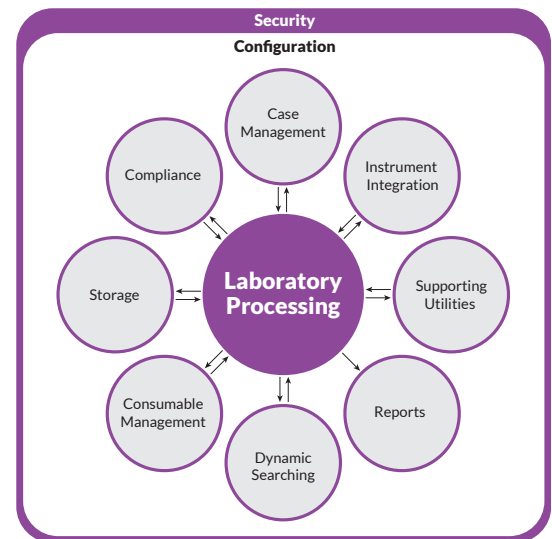 Security
Configuration
Case
Management
Compliance
Instrument
Integration
Laboratory
Processing
Storage
Supporting
Utilities
Consumable
Management
Reports
Dynamic
Searching